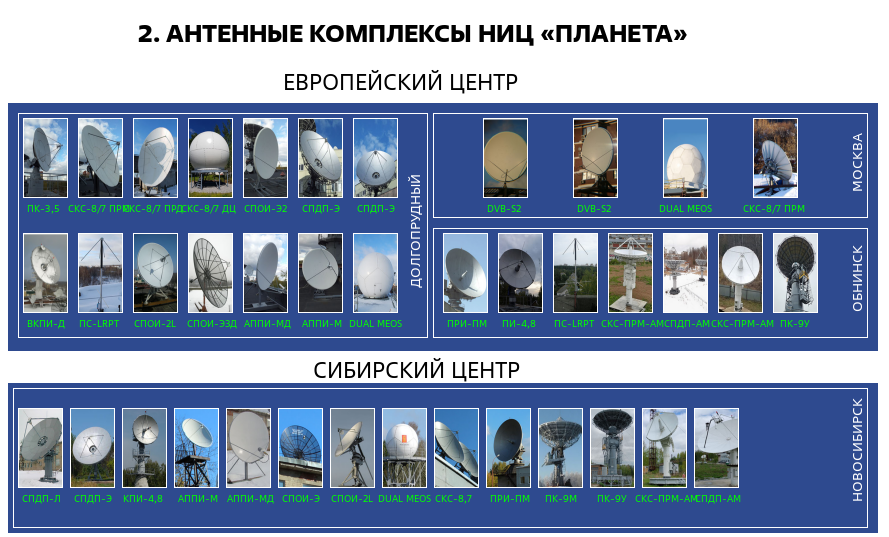 2. АНТЕННЫЕ КОМПЛЕКСЫ НИЦ «ПЛАНЕТА»
ЕВРОПЕЙСКИЙ ЦЕНТР
ПК-3,5 СКС-8/7 ПРМ СКС-8/7 ПРД СКС-8/7 ДЦ СПОИ-Э2 СПДП-Э СПДП-Э
ВКПИ-Д ПС-LRPT СПОИ-2L СПОИ-ЭЗД АППИ-МД АППИ-М DUAL MEOS
ДОЛГОПРУДНЫЙ
DVB-S2 DVB-S2 DUAL MEOS СКС-8/7 ПРМ
МОСКВА
ПРИ-ПМ ПИ-4,8 ПС-LRPT СКС-ПРМ-АМ СПДП-АМ СКС-ПРМ-АМ ПК-9У
ОБНИНСК
СИБИРСКИЙ ЦЕНТР
СПДП-Л СПДП-Э КПИ-4,8 АППИ-М АППИ-МД СПОИ-Э СПОИ-2L DUAL MEOS СКС-8,7 ПРИ-ПМ ПК-9М ПК-9У СКС-ПРМ-АМ СПДП-АМ
НОВОСИБИРСК